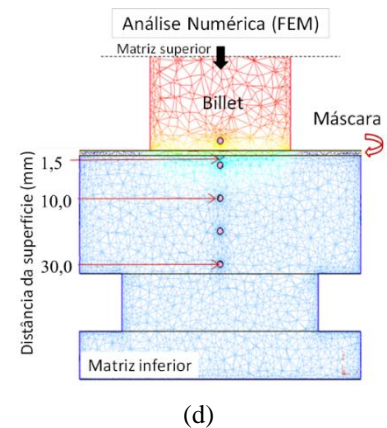 Análise Numérica (FEM)
Matriz superior
Billet
Máscara
Distância da superfície (mm)
1,5
10,0
30,0
Matriz inferior
(d)